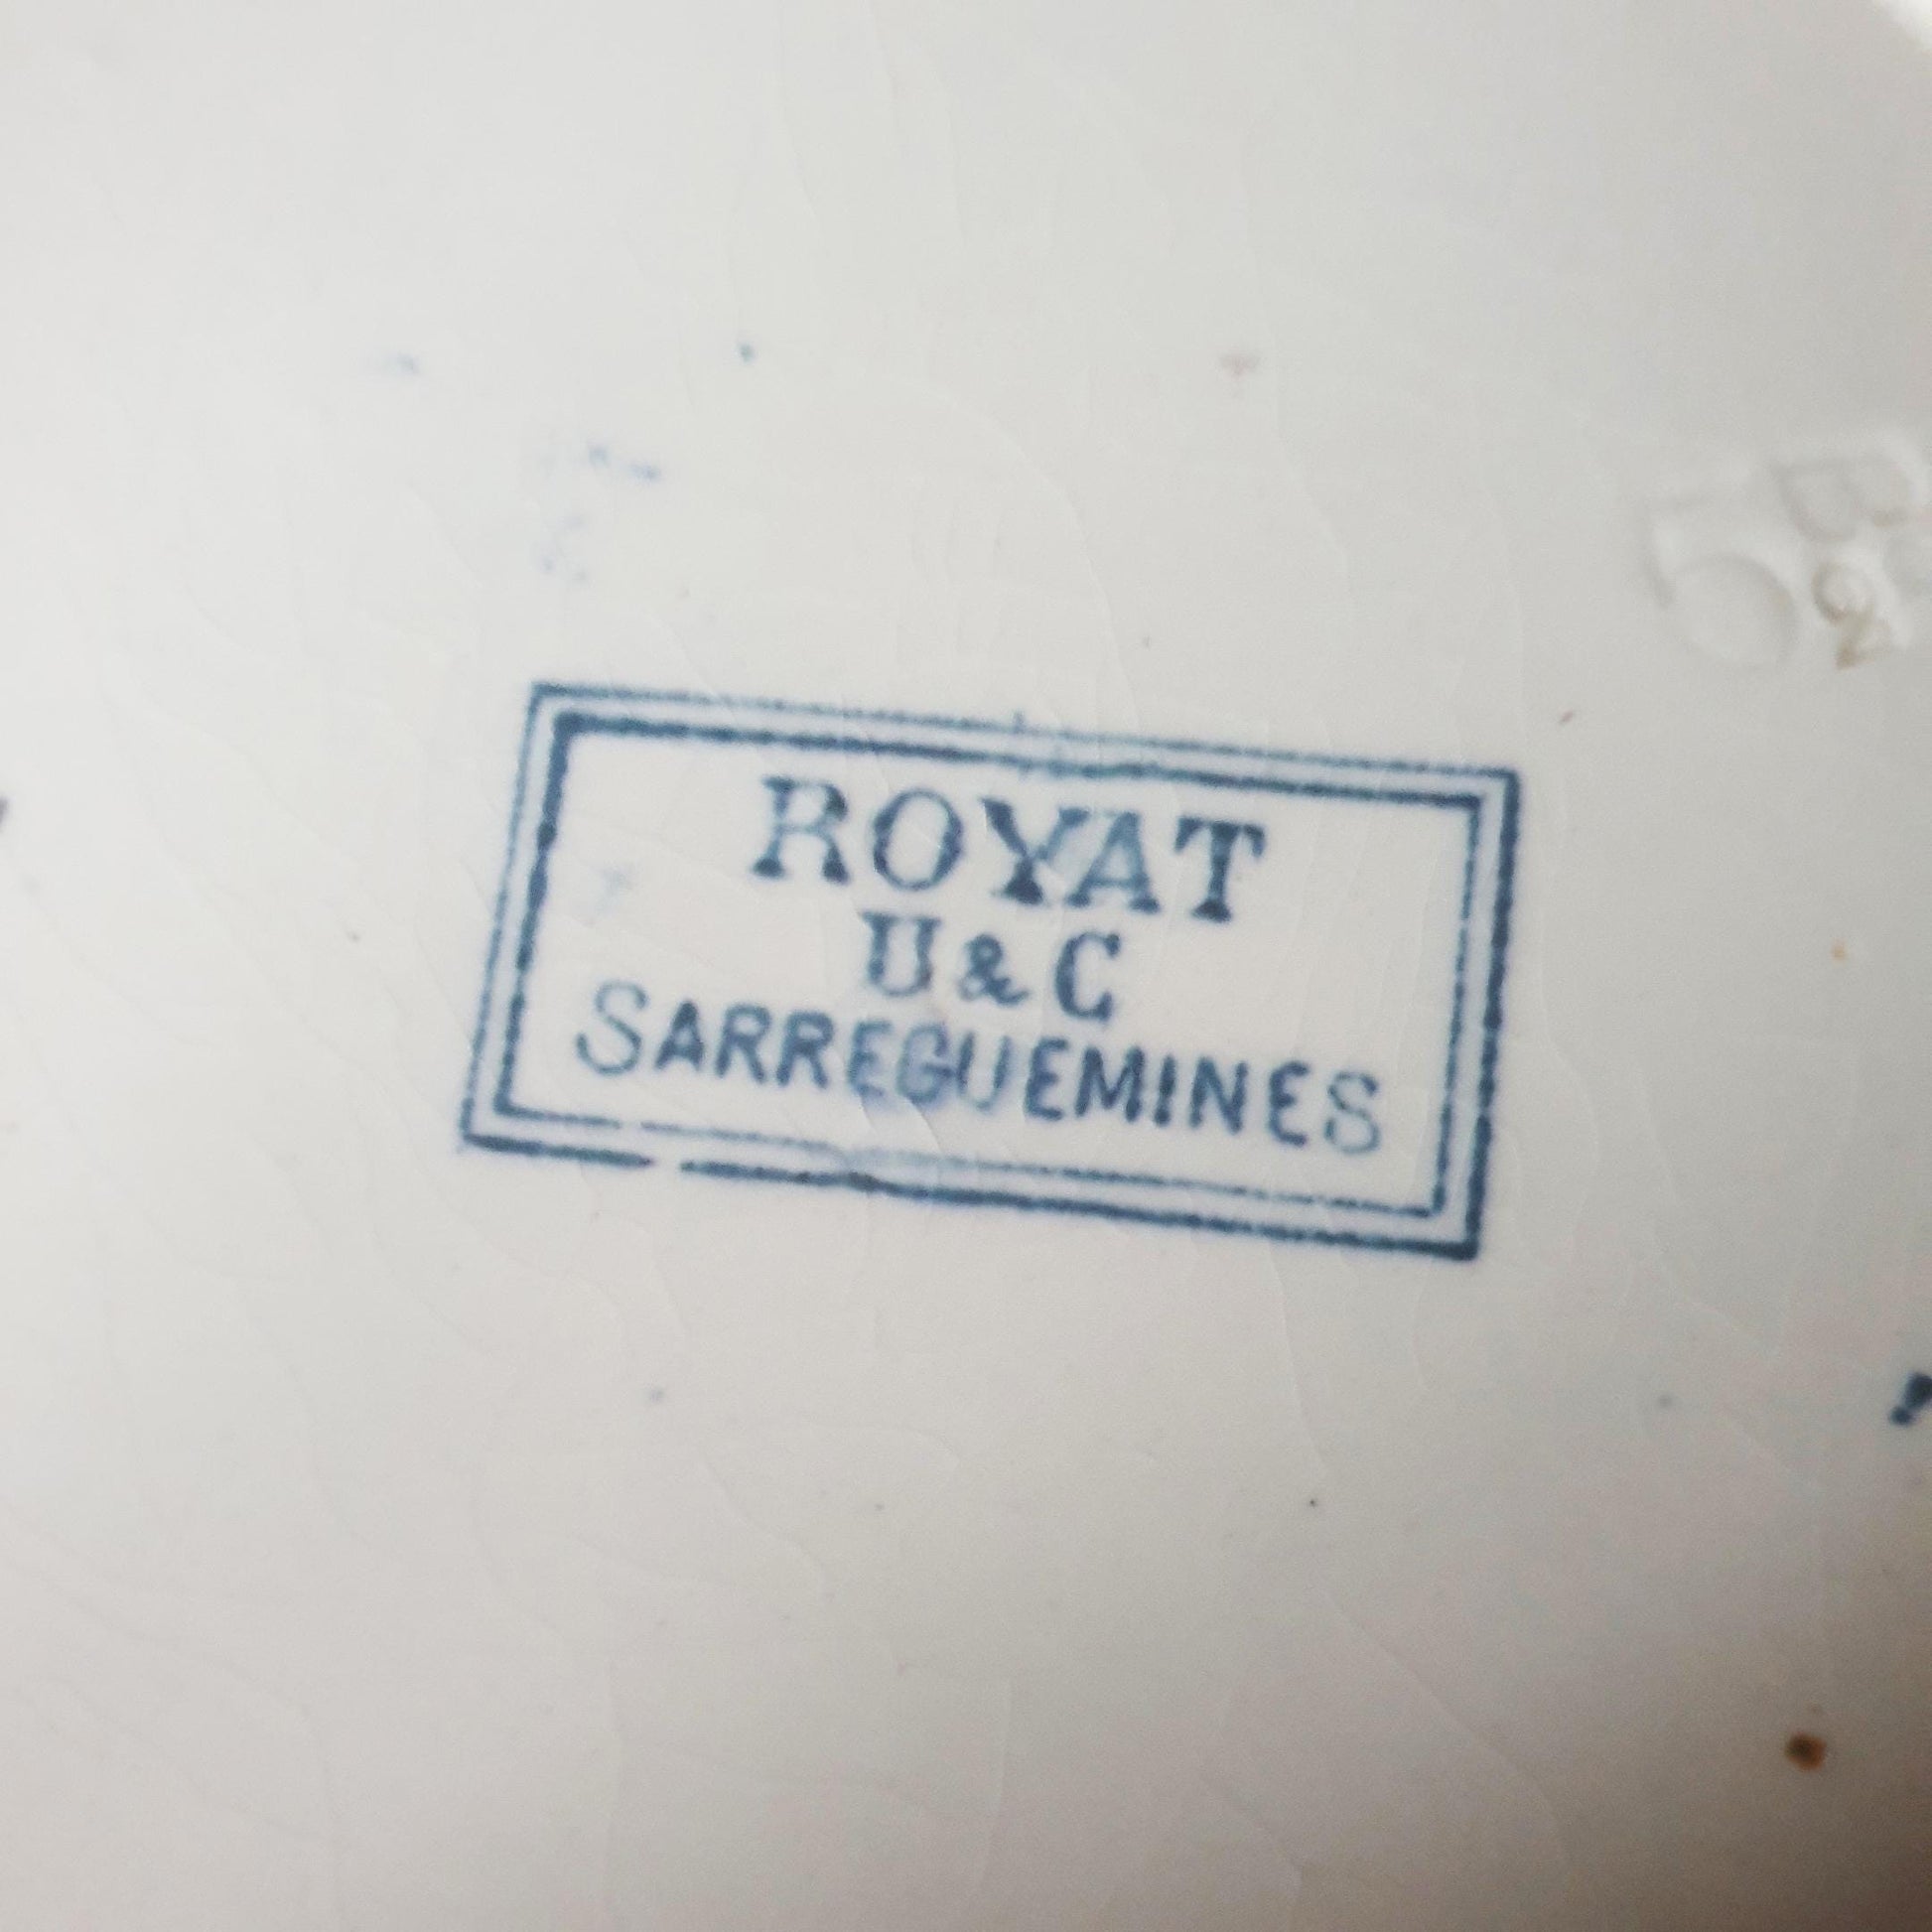 ROYAT
U & C
SARREGUEMINES